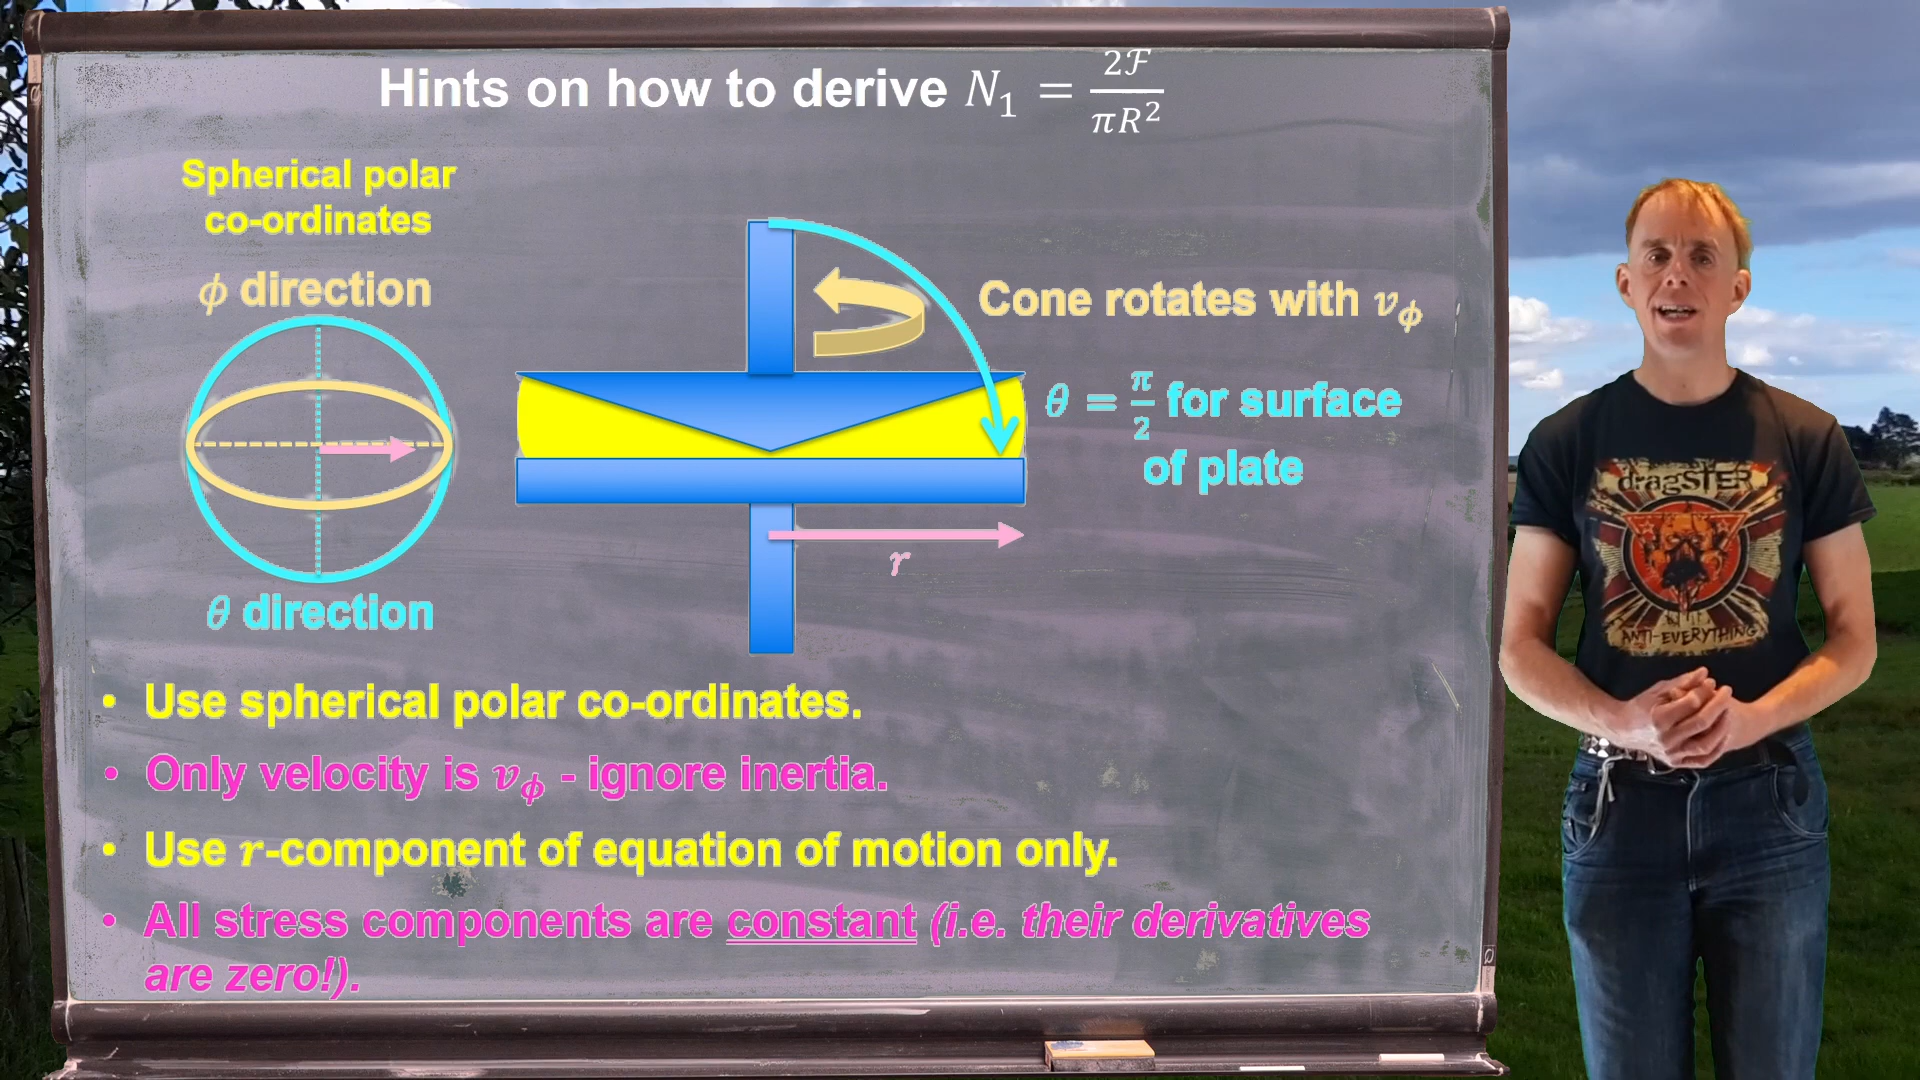 Hints on how to derive N₁ = 2ℱ/πR²
Spherical polar
co-ordinates
ϕ direction
θ direction
Cone rotates with v_ϕ
θ = π/2 for surface
of plate
r
• Use spherical polar co-ordinates.
• Only velocity is v_ϕ - ignore inertia.
• Use r-component of equation of motion only.
• All stress components are constant (i.e. their derivatives
are zero!).
dragSTER
ANTI-EVERYTHING